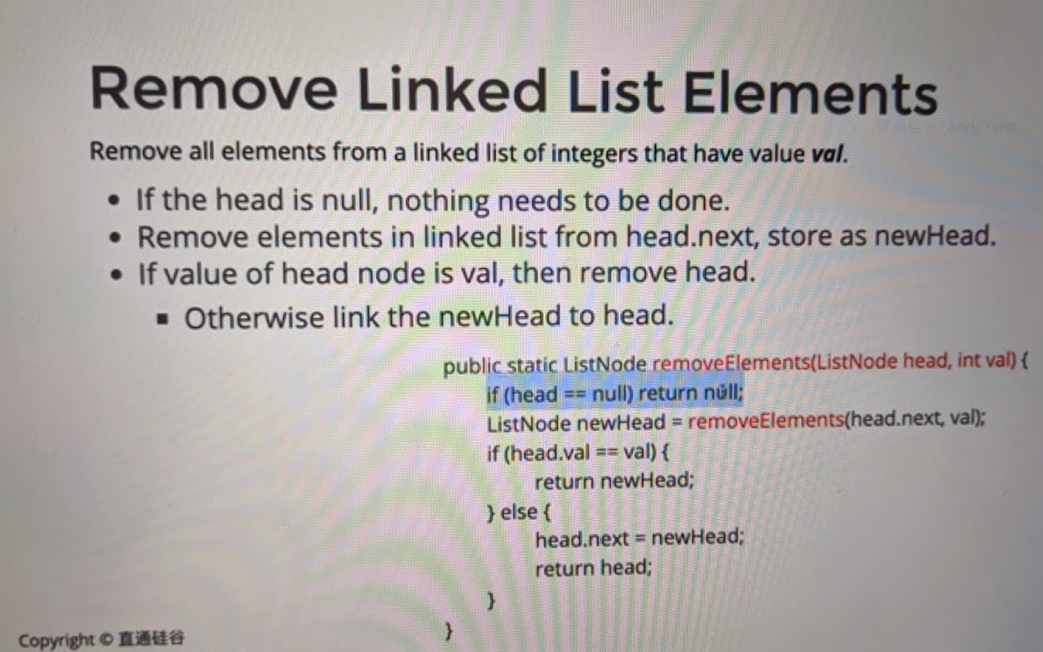 Remove Linked List Elements
Remove all elements from a linked list of integers that have value val.
• If the head is null, nothing needs to be done.
• Remove elements in linked list from head.next, store as newHead.
• If value of head node is val, then remove head.
▪ Otherwise link the newHead to head.
public static ListNode removeElements(ListNode head, int val) {
if (head == null) return null;
ListNode newHead = removeElements(head.next, val);
if (head.val == val) {
return newHead;
} else {
head.next = newHead;
return head;
}
}
Copyright © 直通硅谷